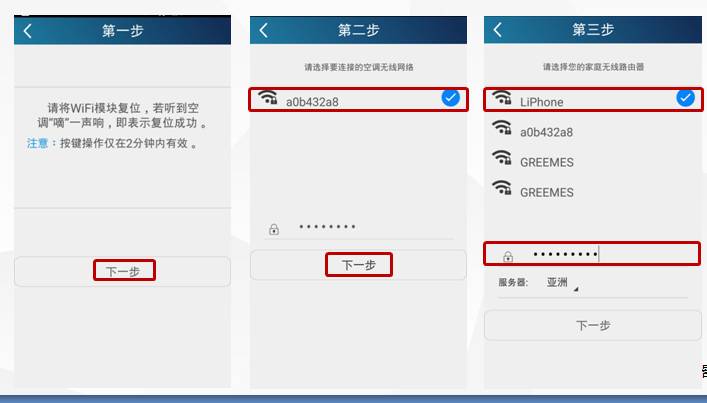 第一步
请将WiFi模块复位，若听到空
调“嘀”一声响，即表示复位成功 。
注意：按键操作仅在2分钟内有效 。
下一步
第二步
请选择要连接的空调无线网络
a0b432a8
••••••••
下一步
第三步
请选择您的家庭无线路由器
LiPhone
a0b432a8
GREEMES
GREEMES
•••••••••
服务器: 亚洲
下一步